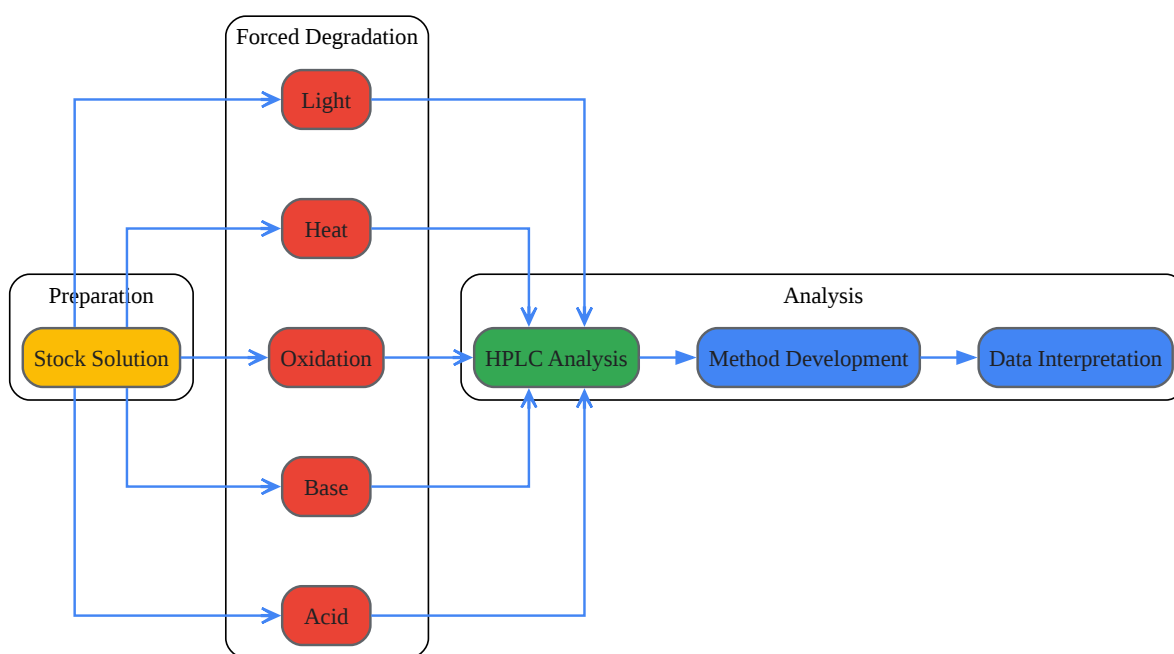 Forced Degradation
Light
Heat
Preparation
Analysis
Stock Solution
Oxidation
HPLC Analysis
Method Development
Data Interpretation
Base
Acid